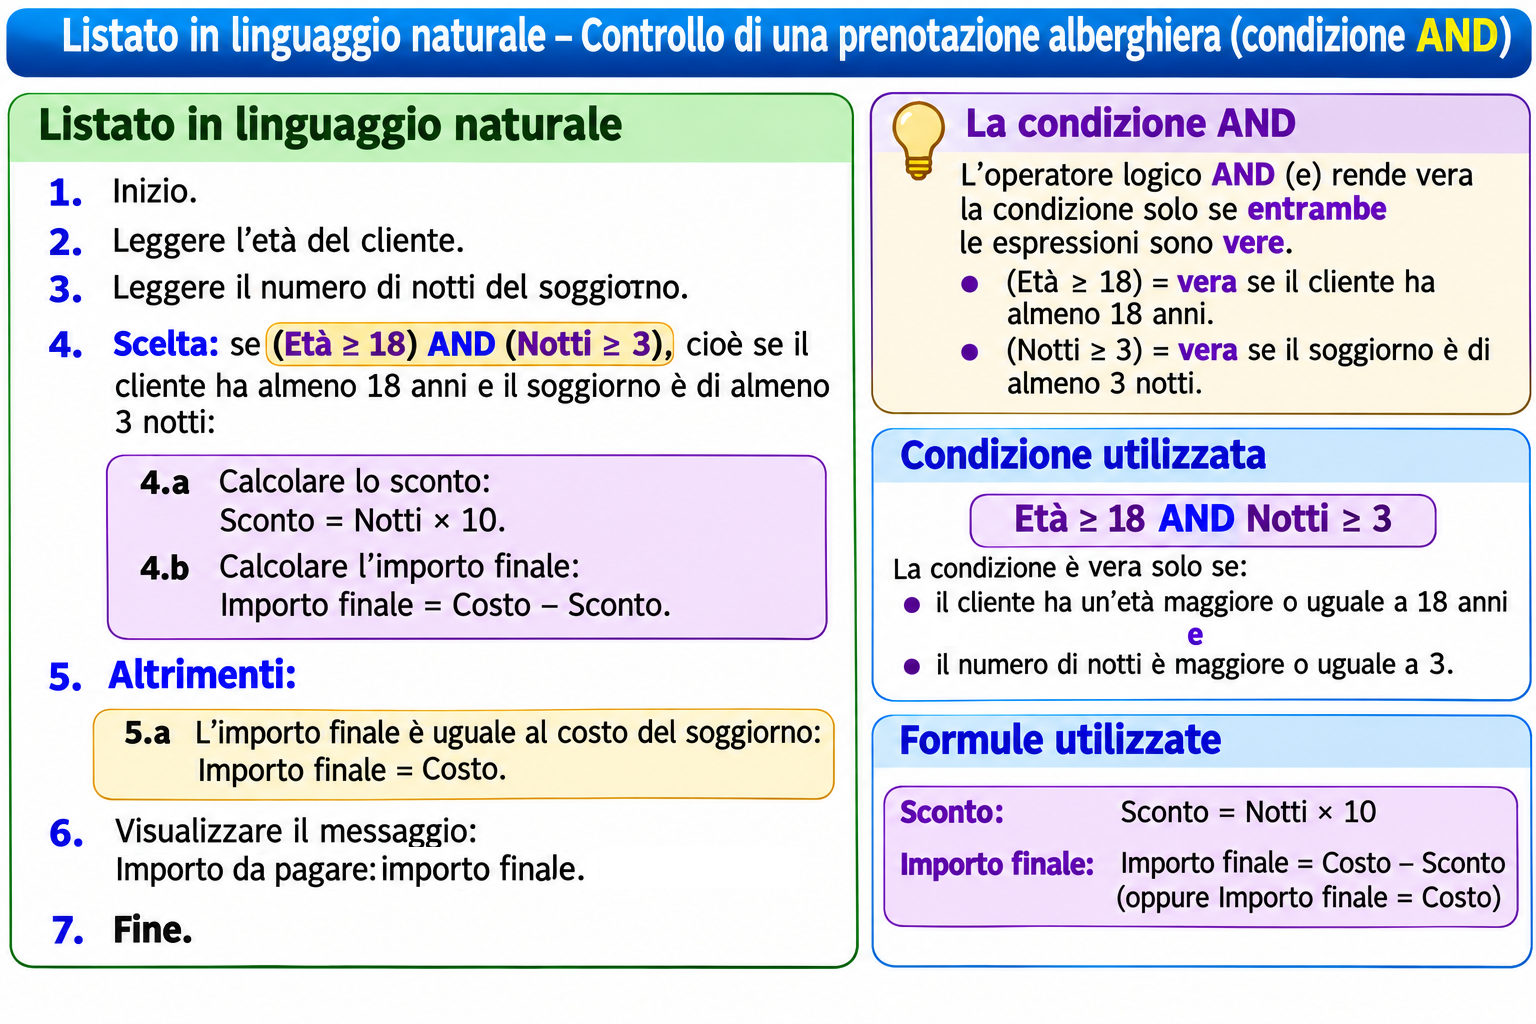 Listato in linguaggio naturale – Controllo di una prenotazione alberghiera (condizione AND)
Listato in linguaggio naturale
1. Inizio.
2. Leggere l'età del cliente.
3. Leggere il numero di notti del soggiorno.
4. Scelta: se (Età ≥ 18) AND (Notti ≥ 3), cioè se il
cliente ha almeno 18 anni e il soggiorno è di almeno
3 notti:
4.a Calcolare lo sconto:
Sconto = Notti × 10.
4.b Calcolare l'importo finale:
Importo finale = Costo – Sconto.
5. Altrimenti:
5.a L'importo finale è uguale al costo del soggiorno:
Importo finale = Costo.
6. Visualizzare il messaggio:
Importo da pagare: importo finale.
7. Fine.
La condizione AND
L'operatore logico AND (e) rende vera
la condizione solo se entrambe
le espressioni sono vere.
● (Età ≥ 18) = vera se il cliente ha
almeno 18 anni.
● (Notti ≥ 3) = vera se il soggiorno è di
almeno 3 notti.
Condizione utilizzata
Età ≥ 18 AND Notti ≥ 3
La condizione è vera solo se:
● il cliente ha un'età maggiore o uguale a 18 anni
e
● il numero di notti è maggiore o uguale a 3.
Formule utilizzate
Sconto: Sconto = Notti × 10
Importo finale: Importo finale = Costo – Sconto
(oppure Importo finale = Costo)